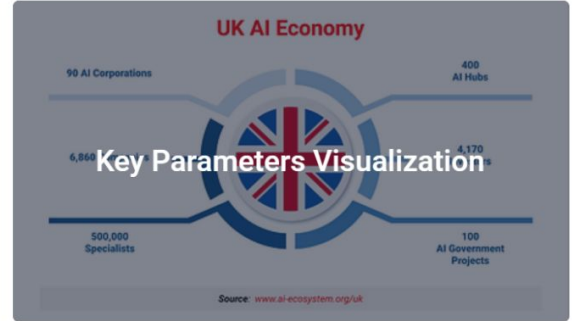 UK AI Economy
90 AI Corporations
400
AI Hubs
6,860
4,170
Key Parameters Visualization
500,000
Specialists
100
AI Government
Projects
Source: www.ai-ecosystem.org/uk